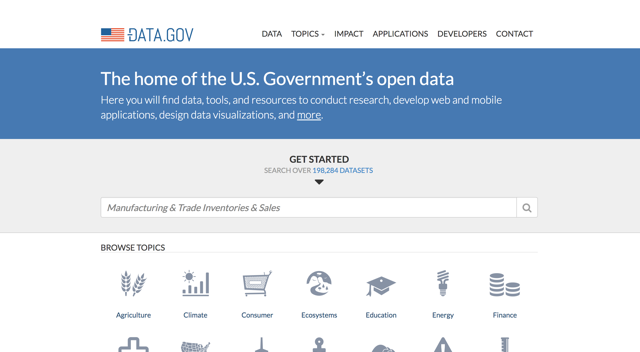 DATA.GOV
DATA TOPICS IMPACT APPLICATIONS DEVELOPERS CONTACT
The home of the U.S. Government's open data
Here you will find data, tools, and resources to conduct research, develop web and mobile
applications, design data visualizations, and more.
GET STARTED
SEARCH OVER 198,284 DATASETS
Manufacturing & Trade Inventories & Sales
BROWSE TOPICS
Agriculture Climate Consumer Ecosystems Education Energy Finance